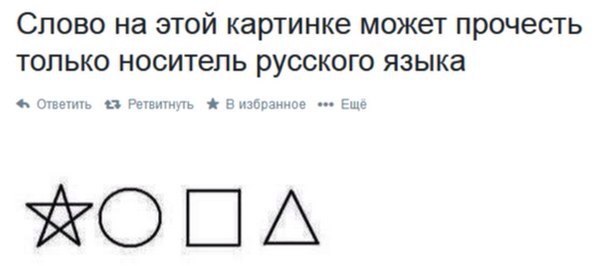 Слово на этой картинке может прочесть
только носитель русского языка
Ответить Ретвитнуть В избранное ••• Ещё